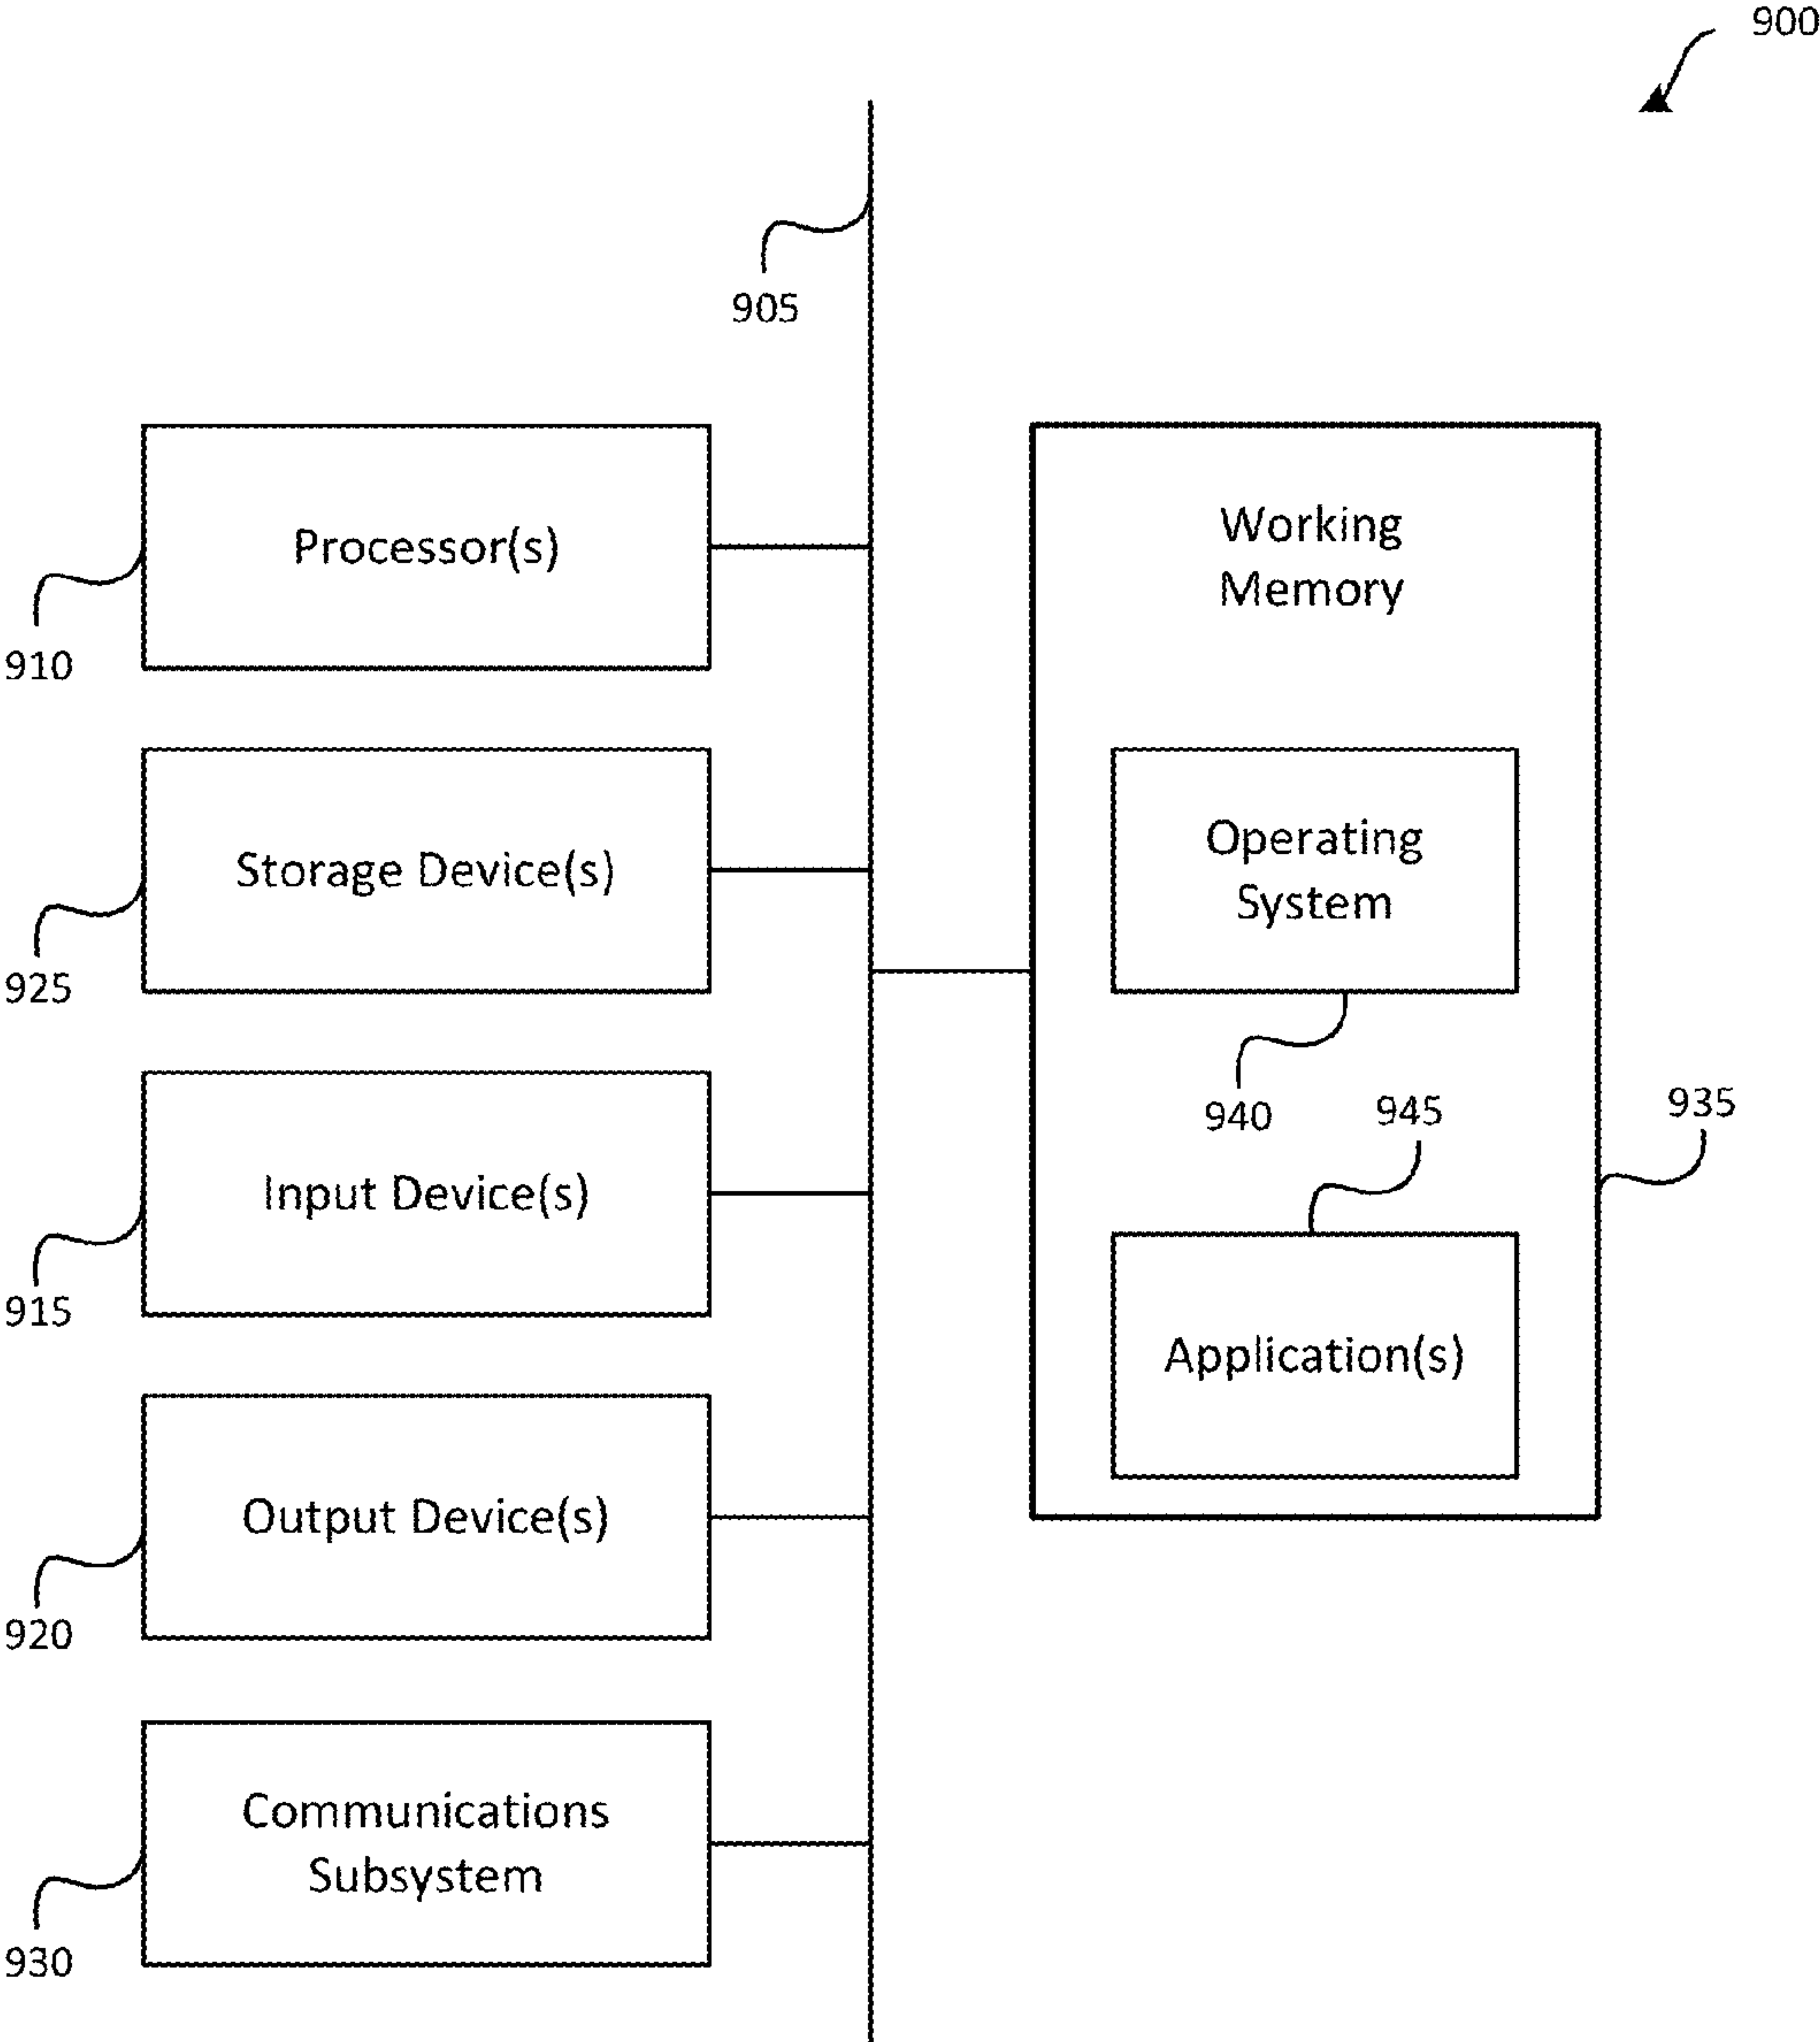 900
905
Processor(s)
910
Storage Device(s)
925
Input Device(s)
915
Output Device(s)
920
Communications
Subsystem
930
Working
Memory
Operating
System
940
945
935
Application(s)